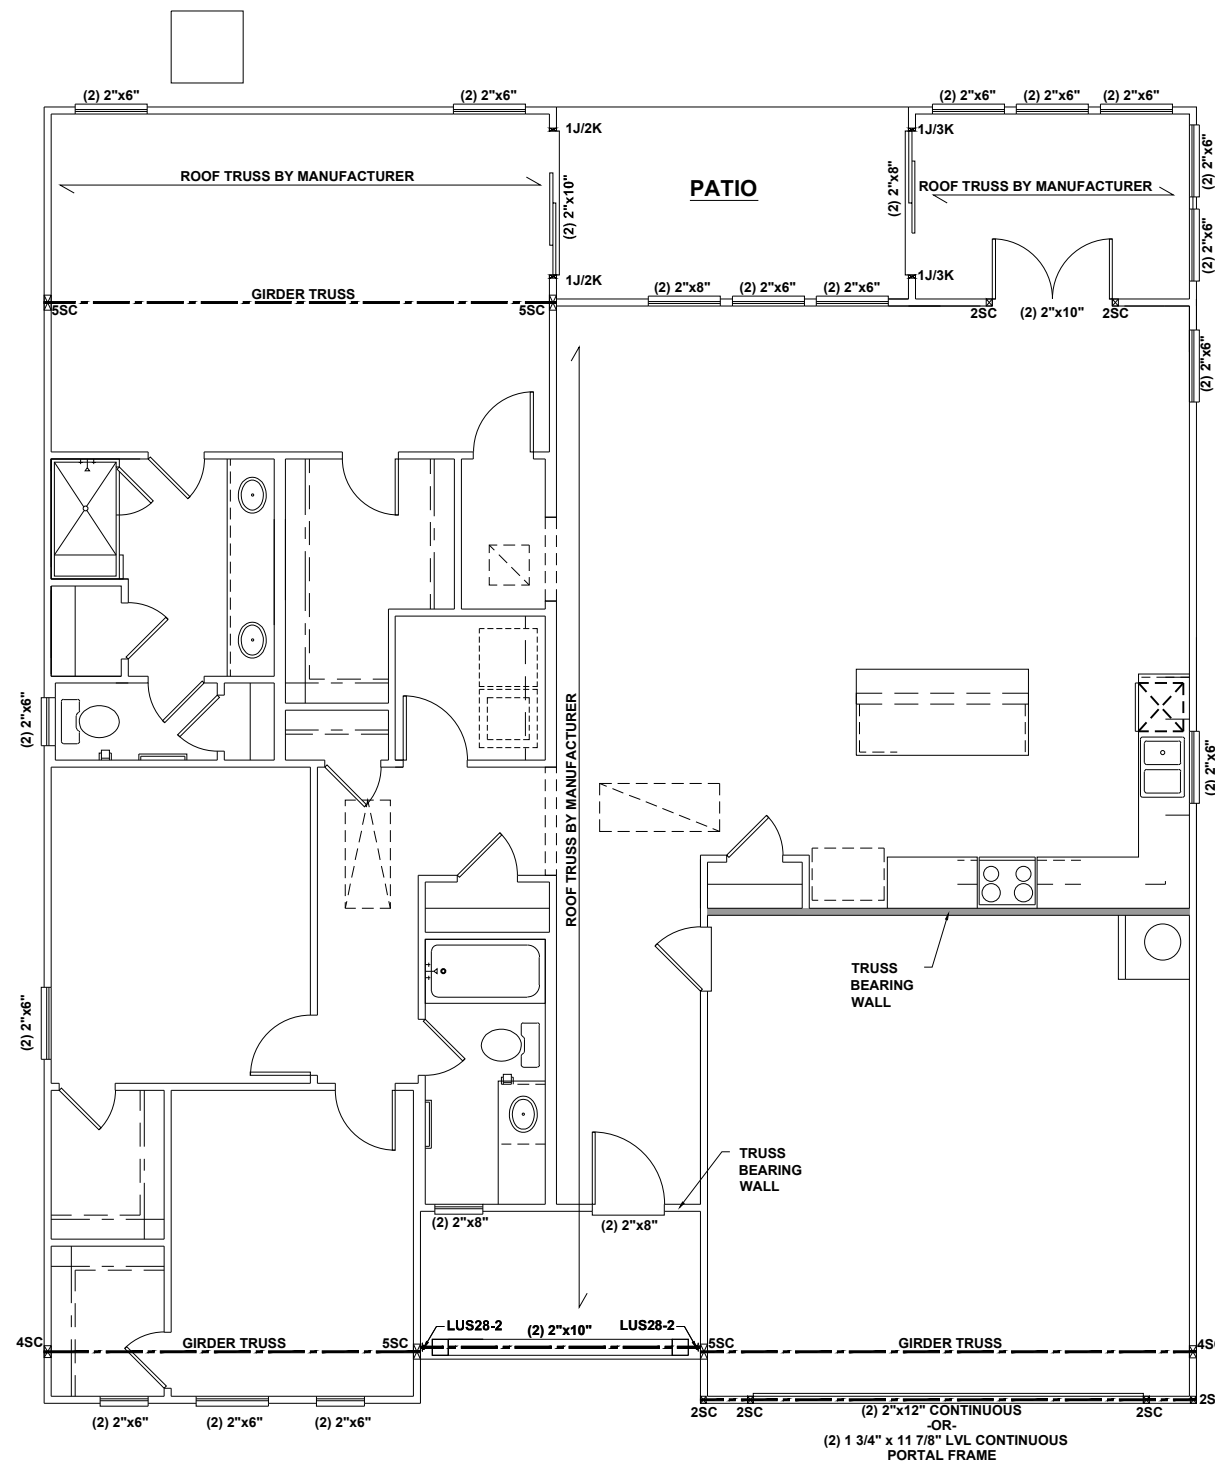 (2) 2"x6"
(2) 2"x6"
(2) 2"x6"
(2) 2"x6"
(2) 2"x6"
1J/2K
1J/3K
(2) 2"x6"
ROOF TRUSS BY MANUFACTURER
(2) 2"x10"
PATIO
(2) 2"x8"
ROOF TRUSS BY MANUFACTURER
(2) 2"x6"
1J/2K
1J/3K
GIRDER TRUSS
5SC
5SC
(2) 2"x8"
(2) 2"x6"
(2) 2"x6"
2SC
(2) 2"x10"
2SC
(2) 2"x6"
(2) 2"x6"
ROOF TRUSS BY MANUFACTURER
(2) 2"x6"
TRUSS
BEARING
WALL
(2) 2"x6"
TRUSS
BEARING
WALL
(2) 2"x8"
(2) 2"x8"
4SC
GIRDER TRUSS
5SC
LUS28-2
(2) 2"x10"
LUS28-2
5SC
GIRDER TRUSS
4SC
(2) 2"x6"
(2) 2"x6"
(2) 2"x6"
2SC
2SC
2SC
2S
(2) 2"x12" CONTINUOUS
-OR-
(2) 1 3/4" x 11 7/8" LVL CONTINUOUS
PORTAL FRAME